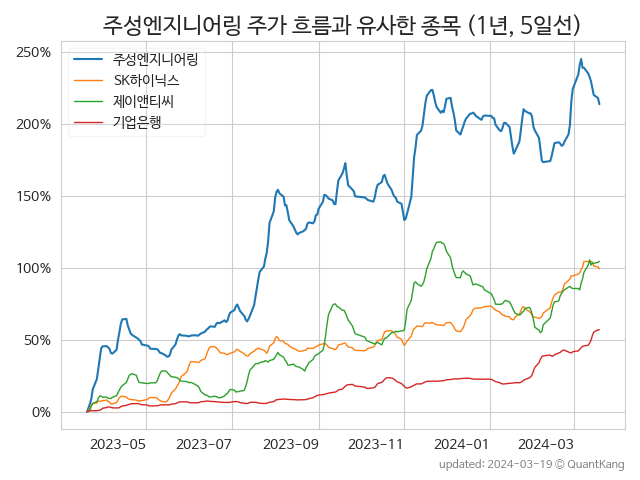 주성엔지니어링 주가 흐름과 유사한 종목 (1년, 5일선)
250%
200%
150%
100%
50%
0%
주성엔지니어링
SK하이닉스
제이앤티씨
기업은행
2023-05 2023-07 2023-09 2023-11 2024-01 2024-03
updated: 2024-03-19 © QuantKang